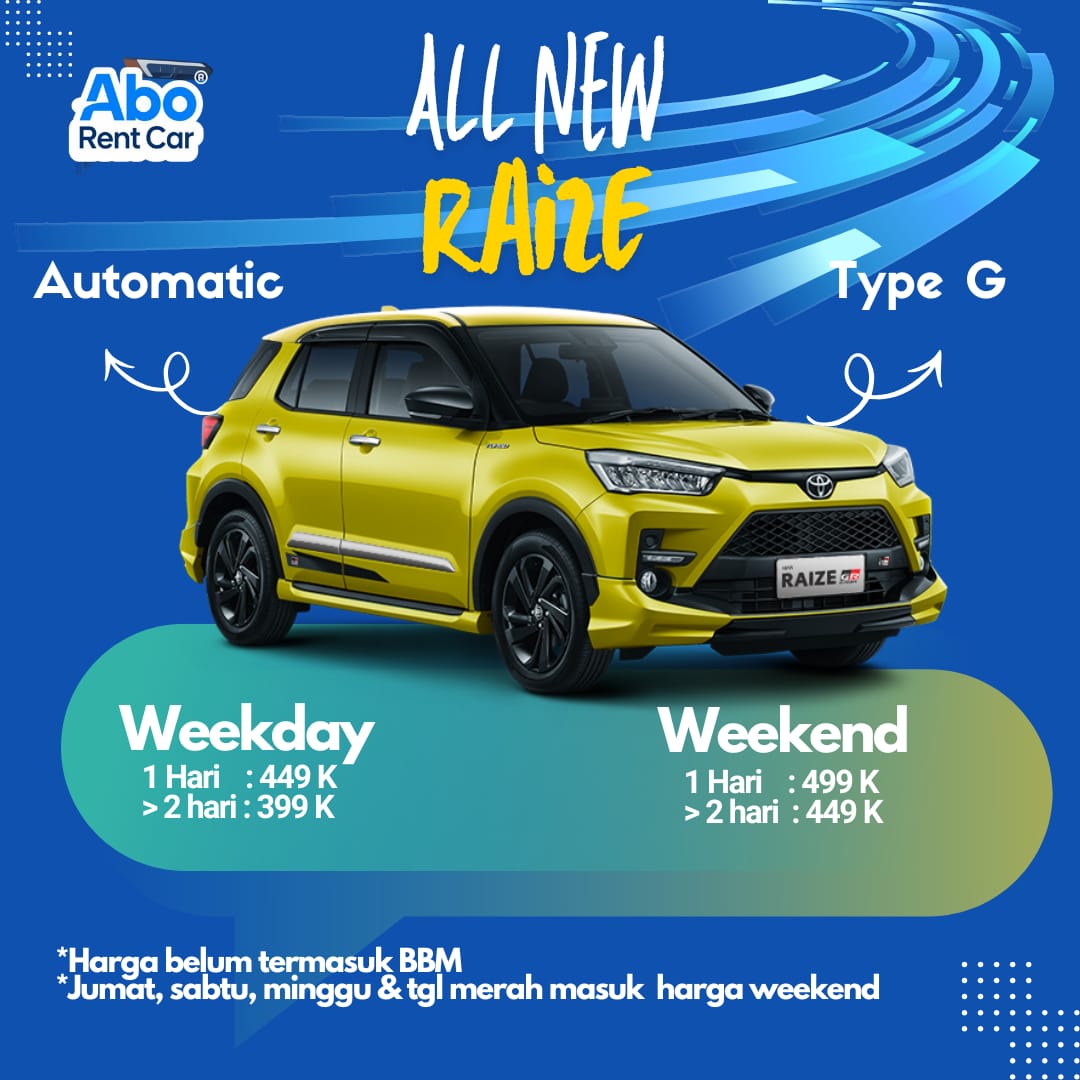 Abo®
Rent Car
ALL NEW
RAiZE
Automatic
Type G
RAIZE GR
Weekday
1 Hari : 449 K
> 2 hari : 399 K
Weekend
1 Hari : 499 K
> 2 hari : 449 K
*Harga belum termasuk BBM
*Jumat, sabtu, minggu & tgl merah masuk harga weekend